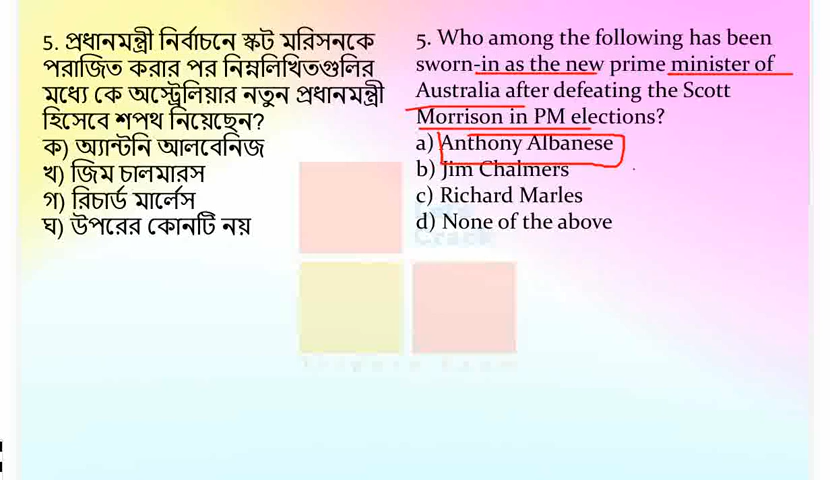 5. প্রধানমন্ত্রী নির্বাচনে স্কট মরিসনকে
পরাজিত করার পর নিম্নলিখিতগুলির
মধ্যে কে অস্ট্রেলিয়ার নতুন প্রধানমন্ত্রী
হিসেবে শপথ নিয়েছেন?
ক) অ্যান্টনি আলবেনিজ
খ) জিম চালমারস
গ) রিচার্ড মার্লেস
ঘ) উপরের কোনটি নয়
5. Who among the following has been
sworn-in as the new prime minister of
Australia after defeating the Scott
Morrison in PM elections?
a) Anthony Albanese
b) Jim Chalmers
c) Richard Marles
d) None of the above
Crack